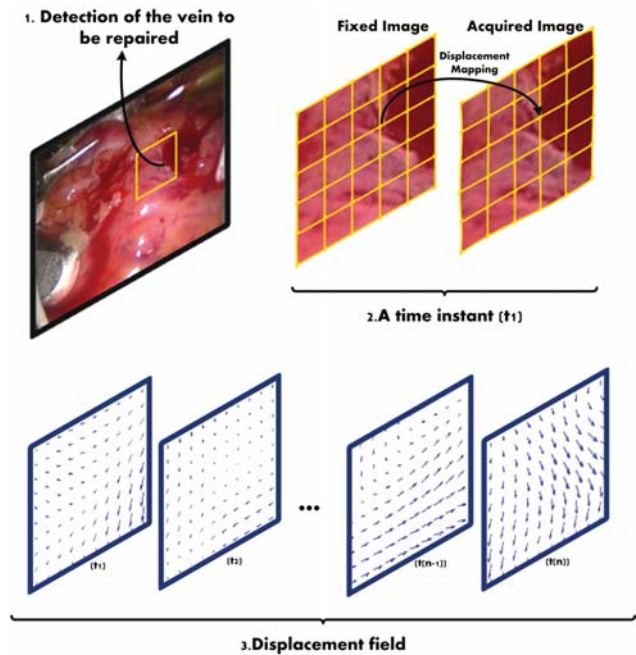 1. Detection of the vein to
be repaired
Fixed Image
Acquired Image
Displacement
Mapping
2.A time instant (t1)
(t1)
(t2)
...
(t(n-1))
(t(n))
3.Displacement field